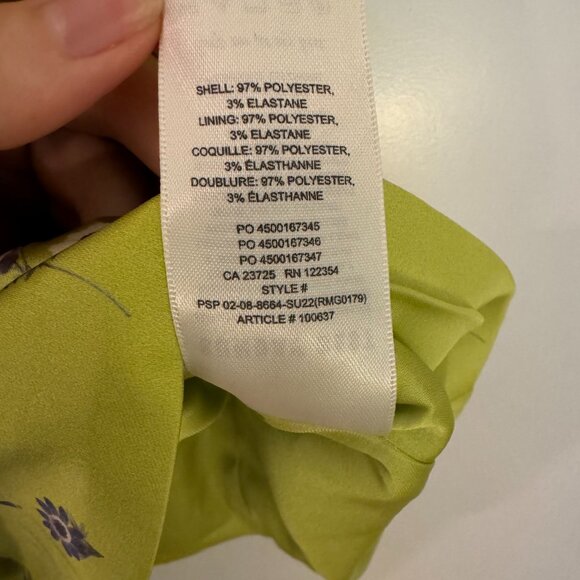 SHELL: 97% POLYESTER,
3% ELASTANE
LINING: 97% POLYESTER,
3% ELASTANE
COQUILLE: 97% POLYESTER,
3% ÉLASTHANNE
DOUBLURE: 97% POLYESTER,
3% ÉLASTHANNE
PO 4500167345
PO 4500167346
PO 4500167347
CA 23725 RN 122354
STYLE #
PSP 02-08-8664-SU22(RMG0179)
ARTICLE # 100637